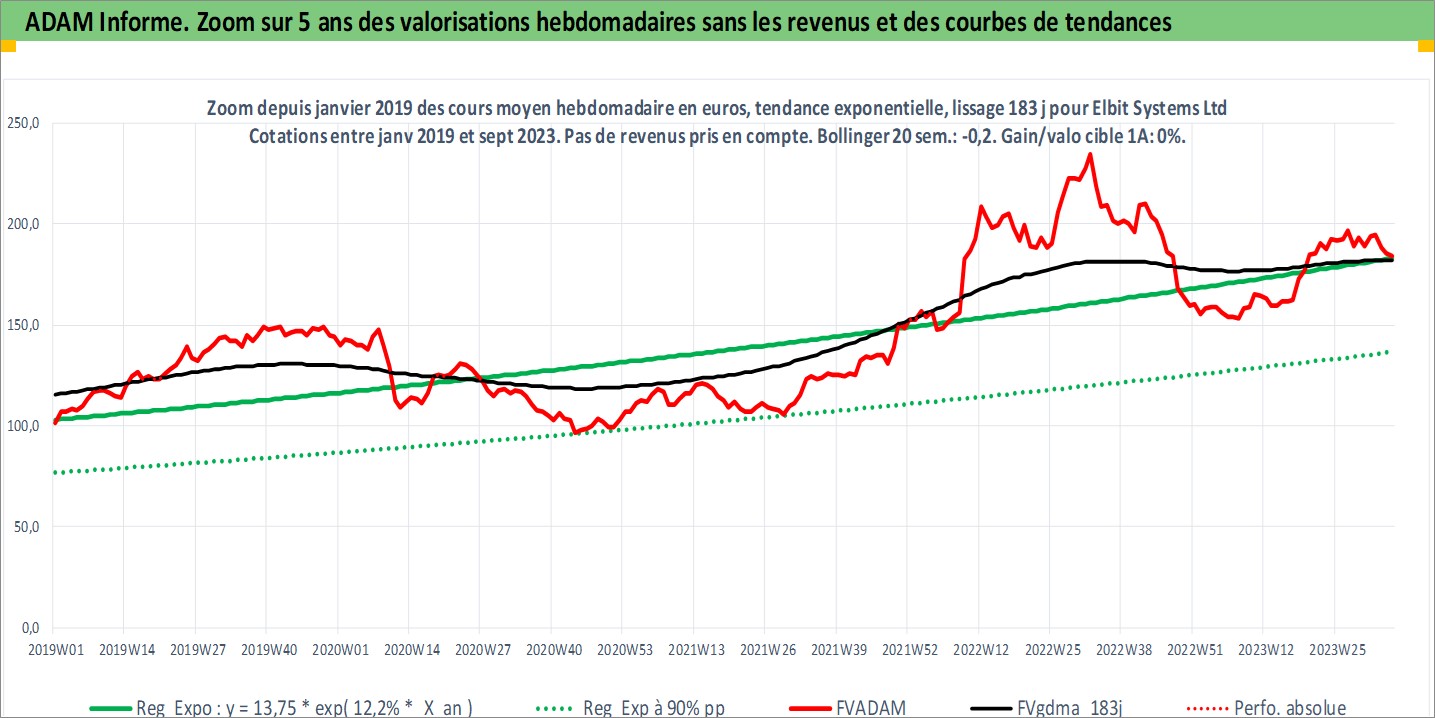 ADAM Informe. Zoom sur 5 ans des valorisations hebdomadaires sans les revenus et des courbes de tendances
Zoom depuis janvier 2019 des cours moyen hebdomadaire en euros, tendance exponentielle, lissage 183 j pour Elbit Systems Ltd
Cotations entre janv 2019 et sept 2023. Pas de revenus pris en compte. Bollinger 20 sem.: -0,2. Gain/valo cible 1A: 0%.
250,0
200,0
150,0
100,0
50,0
0,0
2019W01 2019W14 2019W27 2019W40 2020W01 2020W14 2020W27 2020W40 2020W53 2021W13 2021W26 2021W39 2021W52 2022W12 2022W25 2022W38 2022W51 2023W12 2023W25
Reg Expo : y = 13,75 * exp( 12,2% * X an ) Reg Exp à 90% pp FVADAM FVgdma 183j Perfo. absolue